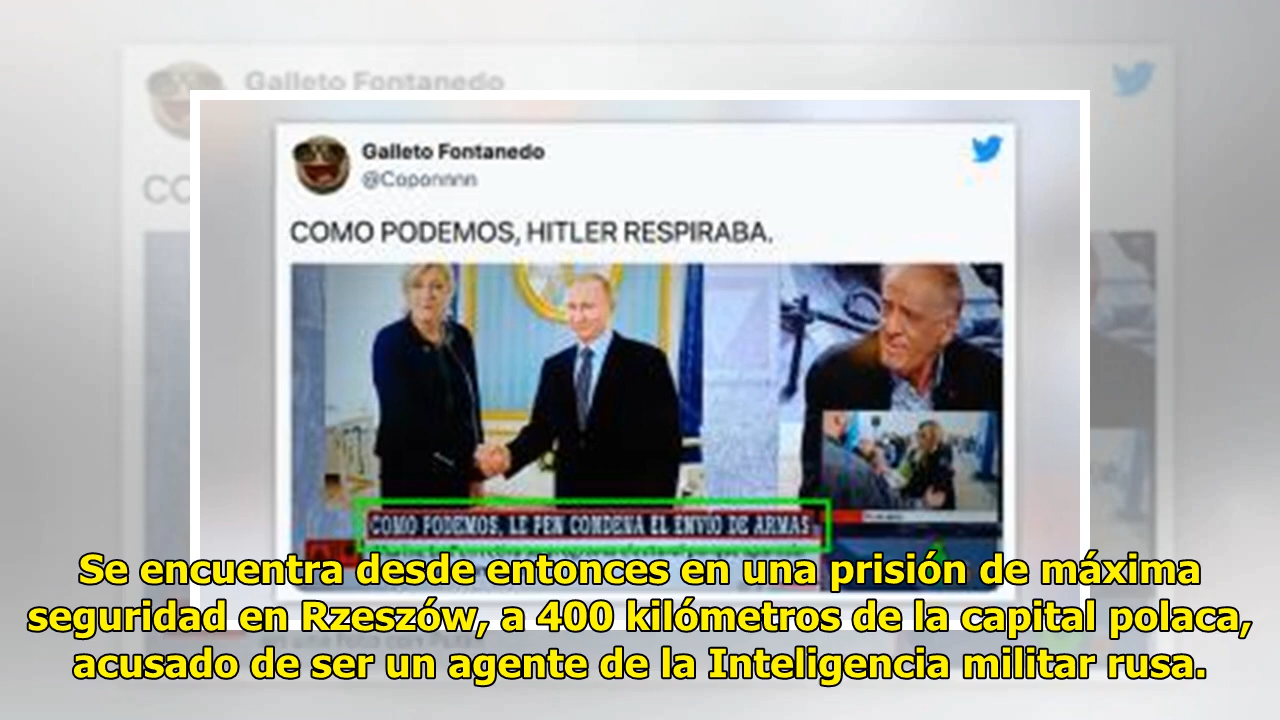 Galleto Fontanedo
Galleto Fontanedo
@Coponnnn
CO
COMO PODEMOS, HITLER RESPIRABA.
COMO PODEMOS, LE PEN CONDENA EL ENVÍO DE ARMAS
Se encuentra desde entonces en una prisión de máxima
seguridad en Rzeszów, a 400 kilómetros de la capital polaca,
acusado de ser un agente de la Inteligencia militar rusa.